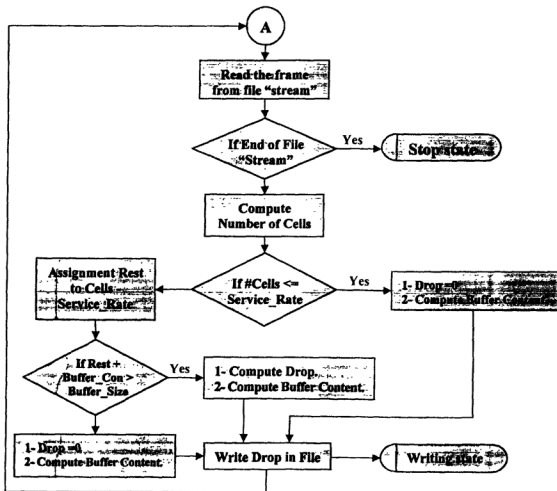 A
Read the frame
from file “stream”
If End of File
“Stream”
Yes
Stop state
Compute
Number of Cells
Assignment Rest
to Cells
Service_Rate
If #Cells <=
Service_Rate
Yes
1- Drop =0
2- Compute Buffer Content
If Rest +
Buffer_Con >
Buffer_Size
Yes
1- Compute Drop.
2- Compute Buffer Content.
1- Drop =0
2- Compute Buffer Content.
Write Drop in File
Writing state